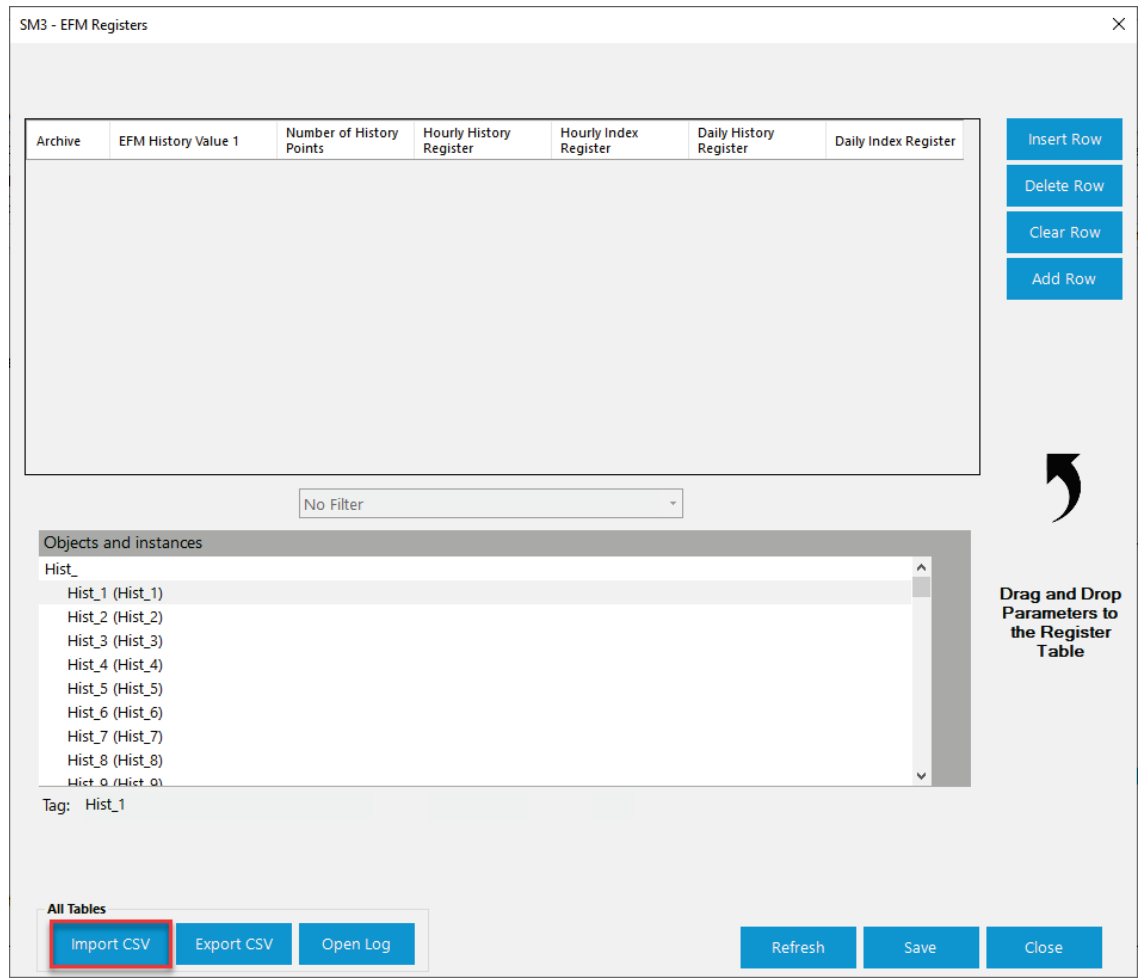 SM3 - EFM Registers
Archive
EFM History Value 1
Number of History
Points
Hourly History
Register
Hourly Index
Register
Daily History
Register
Daily Index Register
Insert Row
Delete Row
Clear Row
Add Row
No Filter
Objects and instances
Hist_
Hist_1 (Hist_1)
Hist_2 (Hist_2)
Hist_3 (Hist_3)
Hist_4 (Hist_4)
Hist_5 (Hist_5)
Hist_6 (Hist_6)
Hist_7 (Hist_7)
Hist_8 (Hist_8)
Hist_9 (Hist_9)
Drag and Drop
Parameters to
the Register
Table
Tag: Hist_1
All Tables
Import CSV
Export CSV
Open Log
Refresh
Save
Close